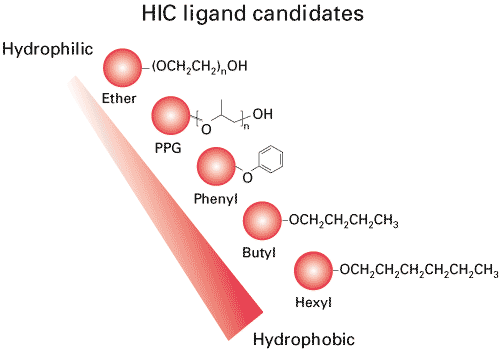 HIC ligand candidates
Hydrophilic
(OCH₂CH₂)ₙOH
Ether
O
n
OH
PPG
O
Phenyl
OCH₂CH₂CH₂CH₃
Butyl
OCH₂CH₂CH₂CH₂CH₂CH₃
Hexyl
Hydrophobic